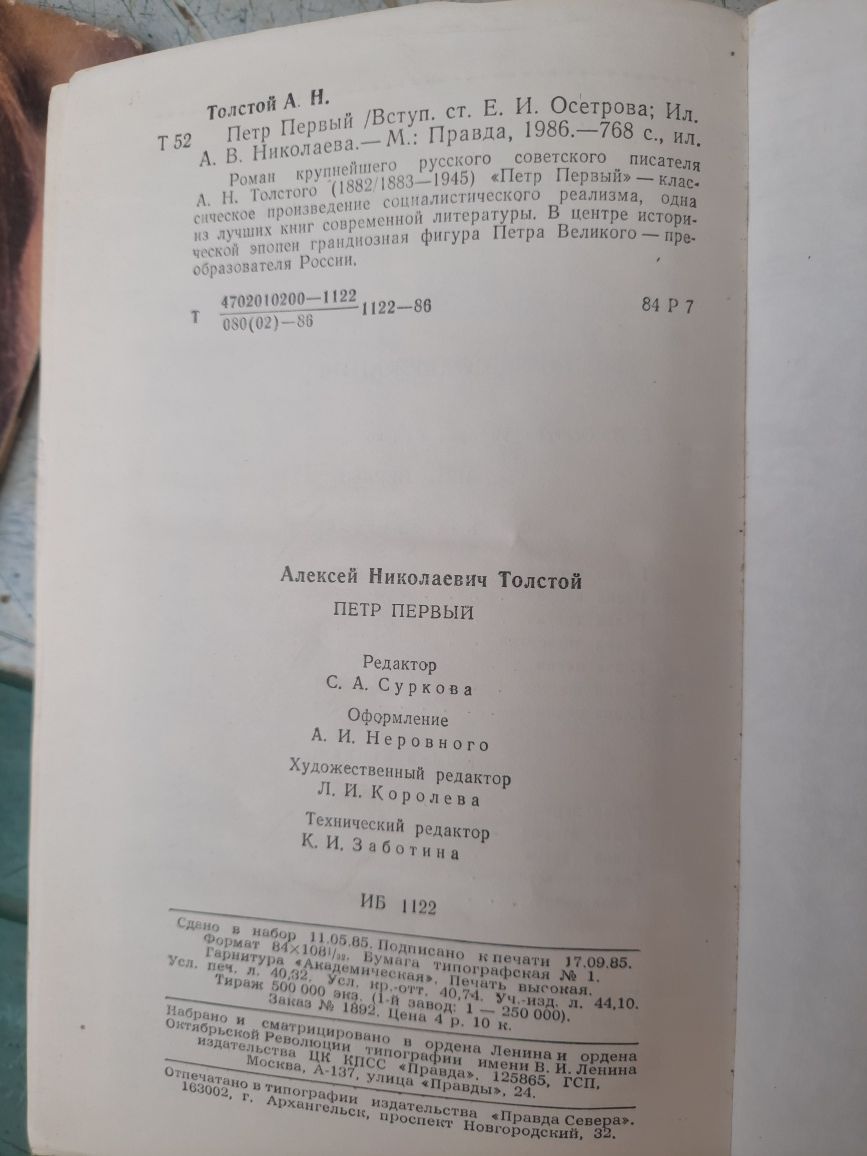 Толстой А. Н.
Т 52 Петр Первый /Вступ. ст. Е. И. Осетрова; Ил.
А. В. Николаева.— М.: Правда, 1986.—768 с., ил.
Роман крупнейшего русского советского писателя
А. Н. Толстого (1882/1883—1945) «Петр Первый» — клас-
сическое произведение социалистического реализма, одна
из лучших книг современной литературы. В центре истори-
ческой эпопеи грандиозная фигура Петра Великого — пре-
образователя России.
Т 4702010200—1122
080(02)—86
1122—86
84 Р 7
Алексей Николаевич Толстой
ПЕТР ПЕРВЫЙ
Редактор
С. А. Суркова
Оформление
А. И. Неровного
Художественный редактор
Л. И. Королева
Технический редактор
К. И. Заботина
ИБ 1122
Сдано в набор 11.05.85. Подписано к печати 17.09.85.
Формат 84×108¹/₃₂. Бумага типографская № 1.
Гарнитура «Академическая». Печать высокая.
Усл. печ. л. 40,32. Усл. кр.-отт. 40,74. Уч.-изд. л. 44,10.
Тираж 500 000 экз. (1-й завод: 1 — 250 000).
Заказ № 1892. Цена 4 р. 10 к.
Набрано и сматрицировано в ордена Ленина и ордена
Октябрьской Революции типографии имени В. И. Ленина
издательства ЦК КПСС «Правда». 125865, ГСП,
Москва, А-137, улица «Правды», 24.
Отпечатано в типографии издательства «Правда Севера».
163002, г. Архангельск, проспект Новгородский, 32.